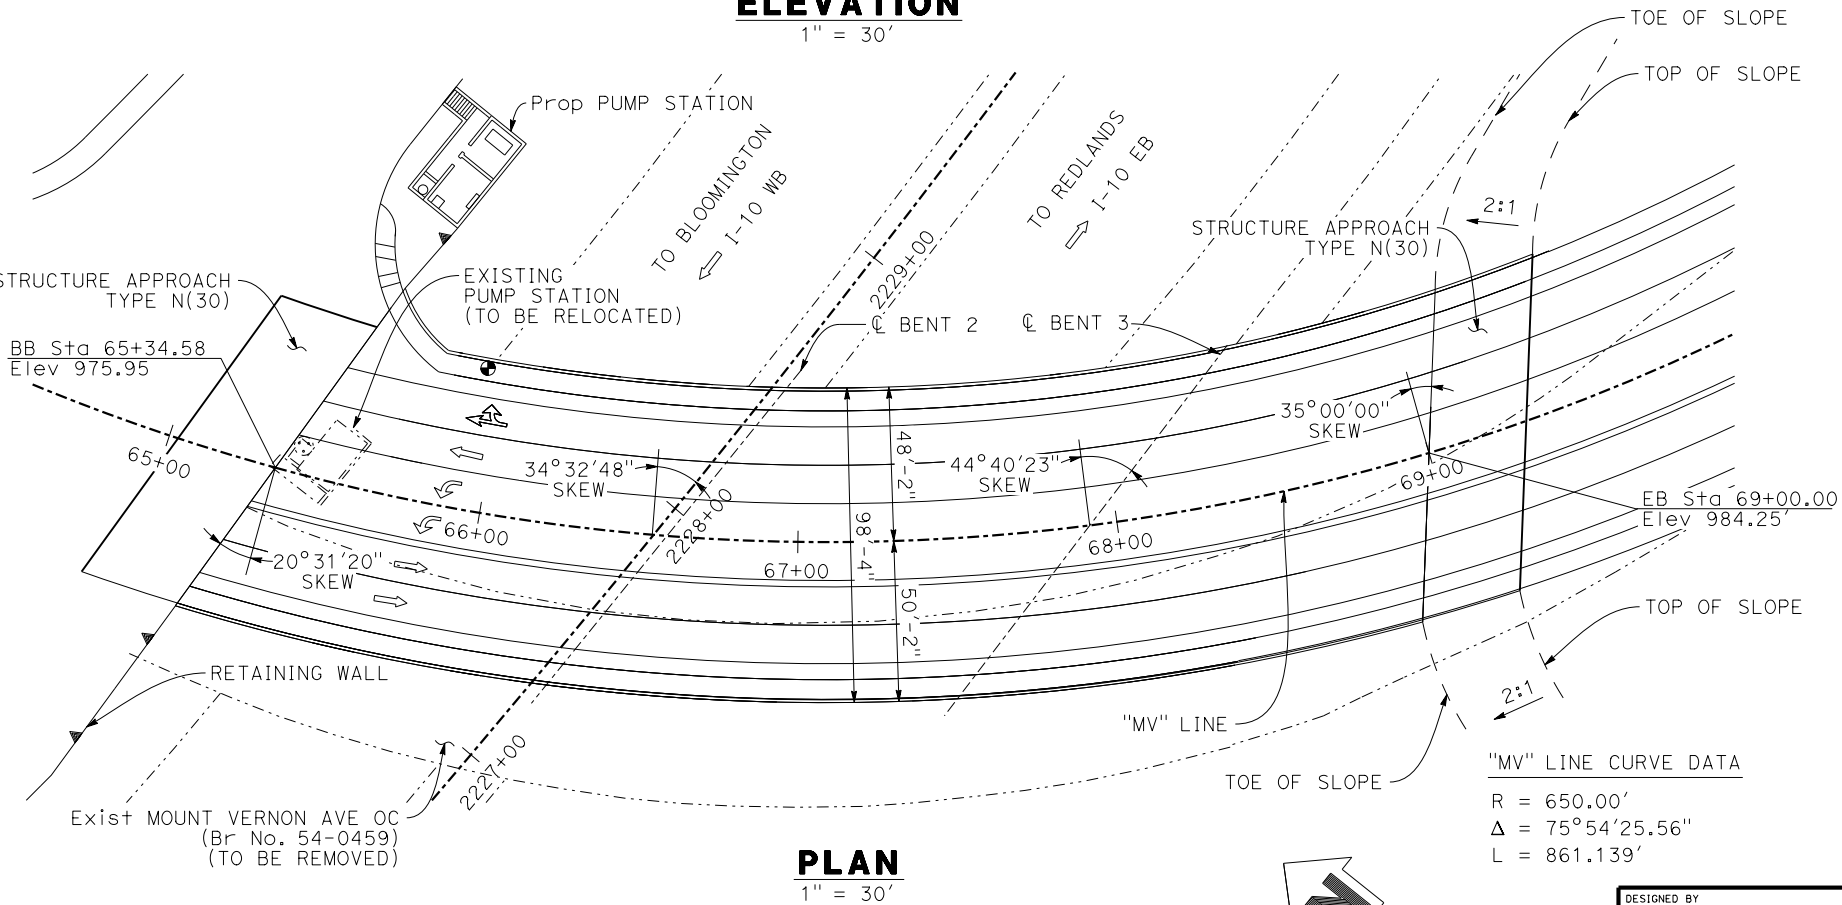 ELEVATION
1" = 30'
TOE OF SLOPE
TOP OF SLOPE
Prop PUMP STATION
TO BLOOMINGTON
I-10 WB
TO REDLANDS
I-10 EB
2:1
STRUCTURE APPROACH
TYPE N(30)
2229+00
STRUCTURE APPROACH
TYPE N(30)
EXISTING
PUMP STATION
(TO BE RELOCATED)
℄ BENT 2
℄ BENT 3
BB Sta 65+34.58
Elev 975.95
65+00
34°32'48"
SKEW
48'-2"
44°40'23"
SKEW
35°00'00"
SKEW
69+00
EB Sta 69+00.00
Elev 984.25'
66+00
2228+00
98'-4"
67+00
68+00
20°31'20"
SKEW
50'-2"
TOP OF SLOPE
RETAINING WALL
2:1
"MV" LINE
2227+00
TOE OF SLOPE
Exist MOUNT VERNON AVE OC
(Br No. 54-0459)
(TO BE REMOVED)
"MV" LINE CURVE DATA
R = 650.00'
Δ = 75°54'25.56"
L = 861.139'
PLAN
1" = 30'
DESIGNED BY